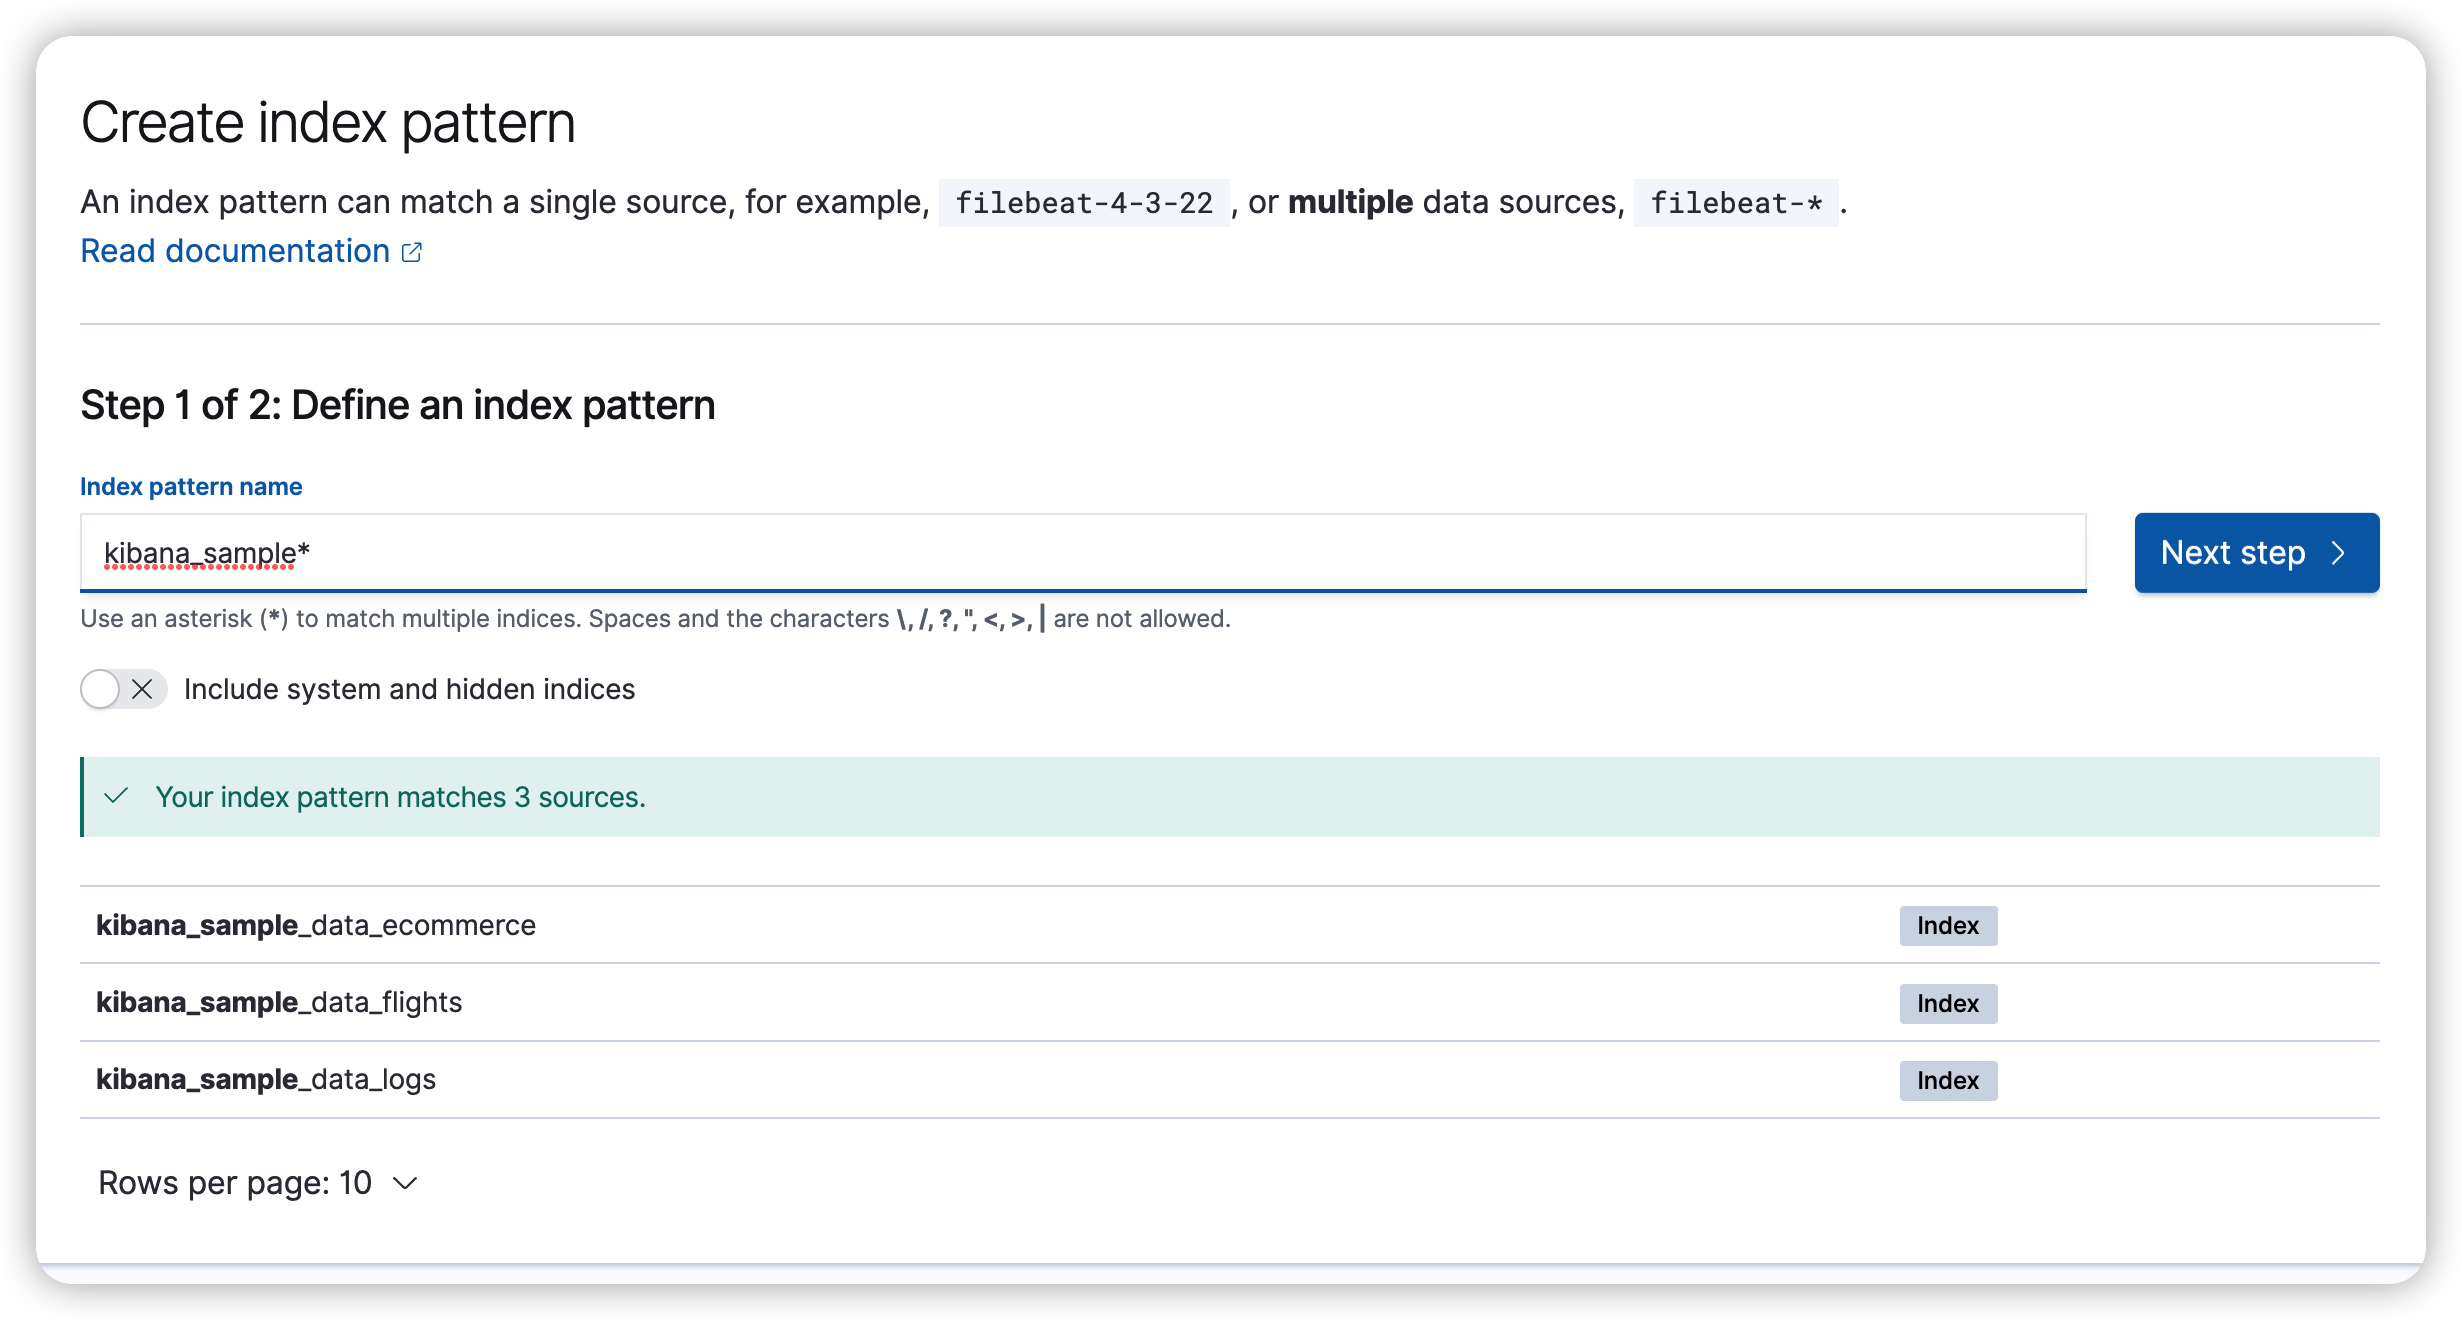 Create index pattern
An index pattern can match a single source, for example, filebeat-4-3-22 , or multiple data sources, filebeat-* .
Read documentation
Step 1 of 2: Define an index pattern
Index pattern name
kibana_sample*
Next step
Use an asterisk (*) to match multiple indices. Spaces and the characters \, /, ?, ", <, >, | are not allowed.
Include system and hidden indices
Your index pattern matches 3 sources.
kibana_sample_data_ecommerce Index
kibana_sample_data_flights Index
kibana_sample_data_logs Index
Rows per page: 10